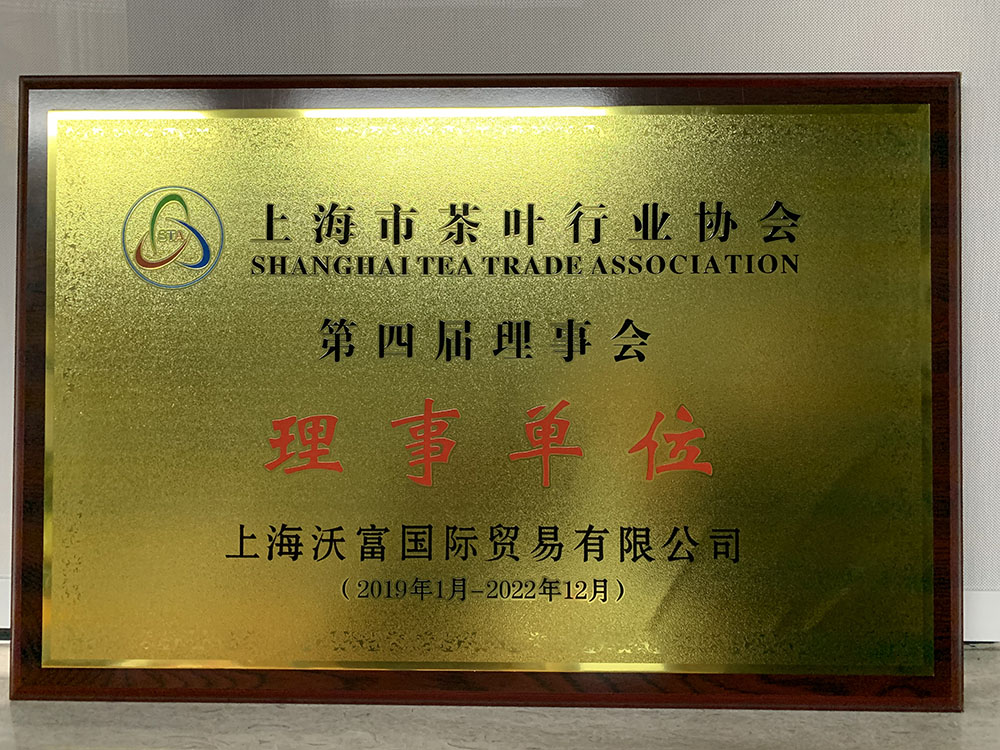 STA
上海市茶叶行业协会
SHANGHAI TEA TRADE ASSOCIATION
第四届理事会
理事单位
上海沃富国际贸易有限公司
（2019年1月-2022年12月）